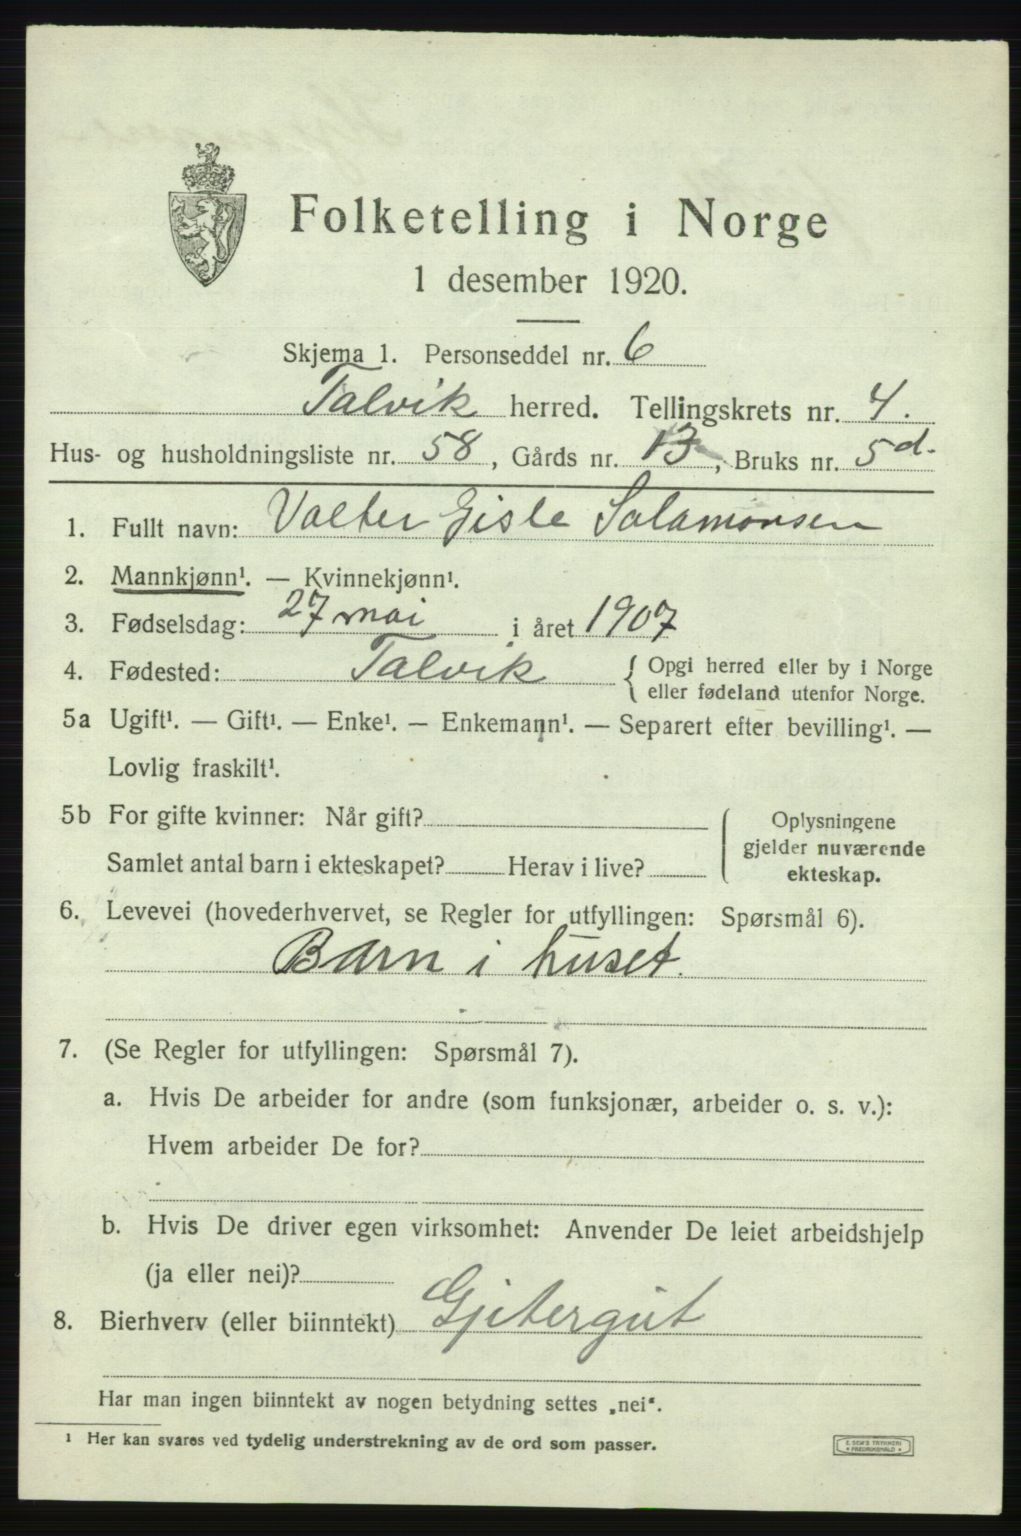 Folketelling i Norge
1 desember 1920.
Skjema 1. Personseddel nr. 6
Talvik herred. Tellingskrets nr. 4.
Hus- og husholdningsliste nr. 58, Gårds nr. 13, Bruks nr. 5d.
1. Fullt navn: Valter Gisle Salamonsen
2. Mannkjønn¹. — Kvinnekjønn¹.
3. Fødselsdag: 27 mai i året 1907
4. Fødested: Talvik { Opgi herred eller by i Norge
eller fødeland utenfor Norge.
5a Ugift¹. — Gift¹. — Enke¹. — Enkemann¹. — Separert efter bevilling¹. —
Lovlig fraskilt¹.
5b For gifte kvinner: Når gift?
Samlet antal barn i ekteskapet? Herav i live?
Oplysningene
gjelder nuværende
ekteskap.
6. Levevei (hovederhvervet, se Regler for utfyllingen: Spørsmål 6).
Barn i huset.
7. (Se Regler for utfyllingen: Spørsmål 7).
a. Hvis De arbeider for andre (som funksjonær, arbeider o. s. v.):
Hvem arbeider De for?
b. Hvis De driver egen virksomhet: Anvender De leiet arbeidshjelp
(ja eller nei)?
8. Bierhverv (eller biinntekt) Gjitergut
Har man ingen biinntekt av nogen betydning settes „nei“.
¹ Her kan svares ved tydelig understrekning av de ord som passer.
E. SEM'S TRYKKERI
FREDRIKSHALD